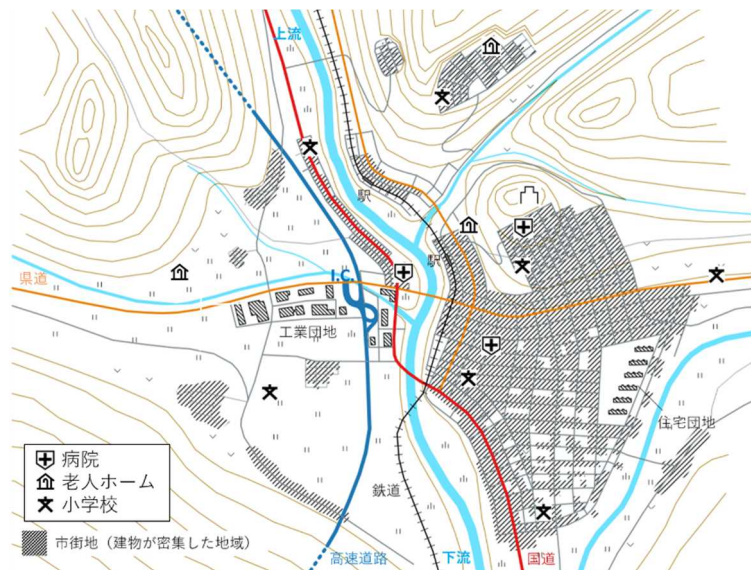 上流
駅
駅
I.C.
県道
工業団地
住宅団地
病院
老人ホーム
小学校
鉄道
市街地（建物が密集した地域）
高速道路
下流
国道